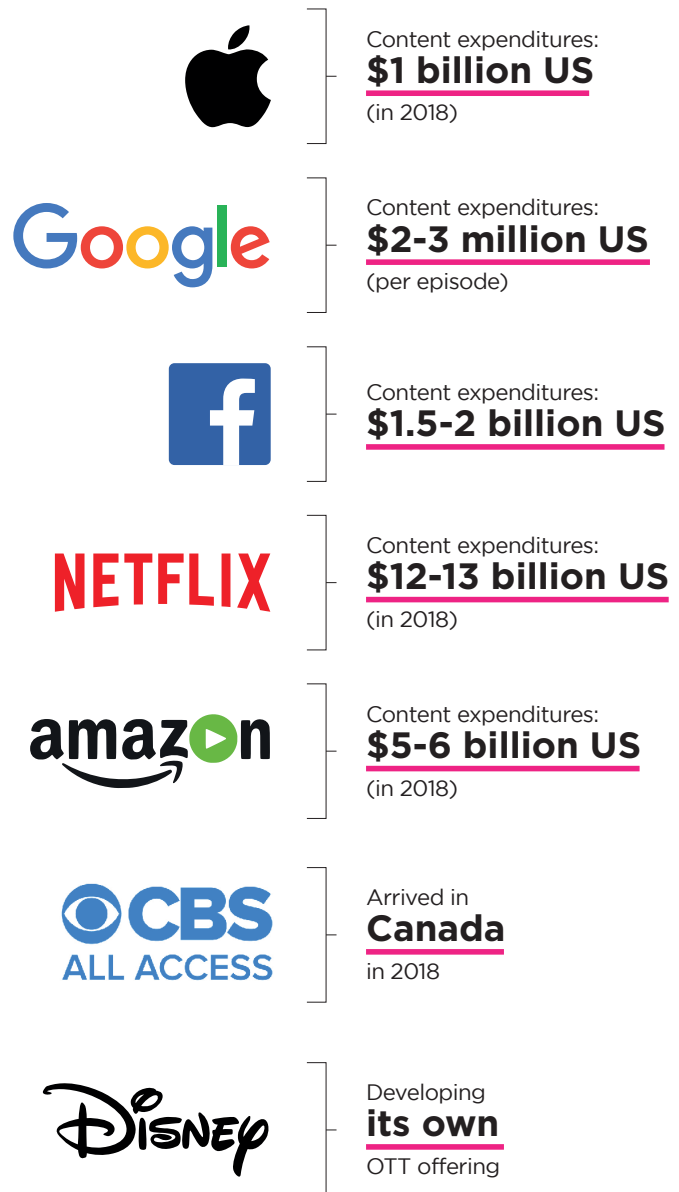 Content expenditures:
$1 billion US
(in 2018)
Google
Content expenditures:
$2-3 million US
(per episode)
f
Content expenditures:
$1.5-2 billion US
NETFLIX
Content expenditures:
$12-13 billion US
(in 2018)
amazon
Content expenditures:
$5-6 billion US
(in 2018)
CBS
ALL ACCESS
Arrived in
Canada
in 2018
Disney
Developing
its own
OTT offering